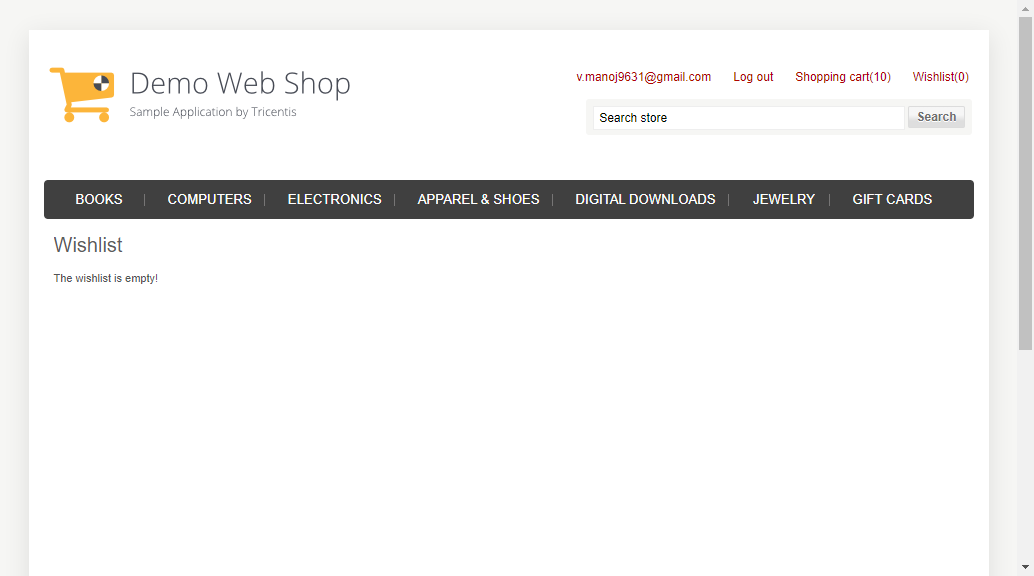 Demo Web Shop
Sample Application by Tricentis
v.manoj9631@gmail.com Log out Shopping cart(10) Wishlist(0)
Search store Search
BOOKS COMPUTERS ELECTRONICS APPAREL & SHOES DIGITAL DOWNLOADS JEWELRY GIFT CARDS
Wishlist
The wishlist is empty!